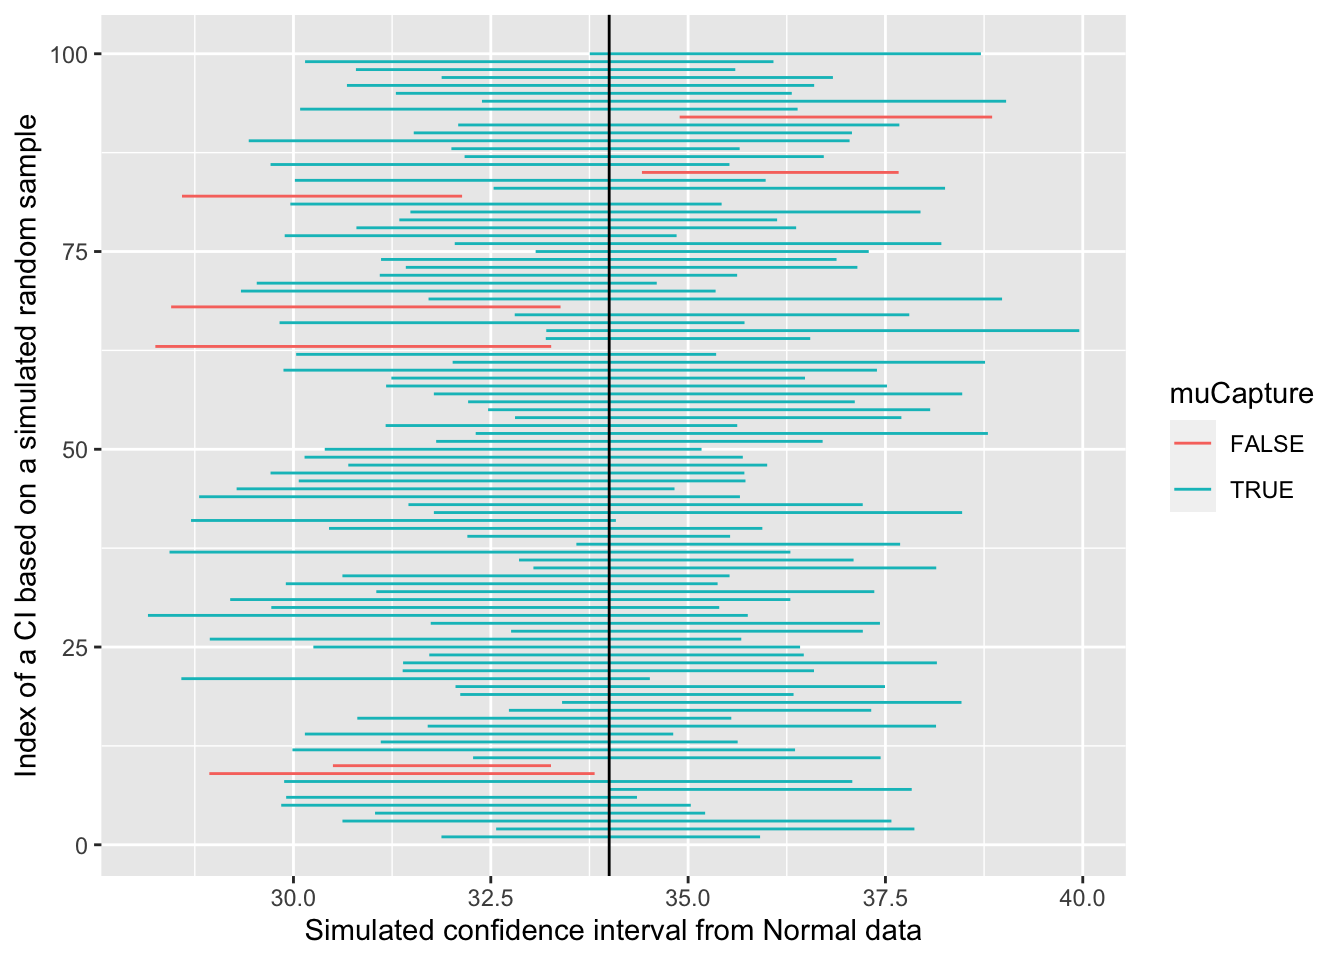 100
75
50
25
0
Index of a CI based on a simulated random sample
30.0 32.5 35.0 37.5 40.0
Simulated confidence interval from Normal data
muCapture
FALSE
TRUE